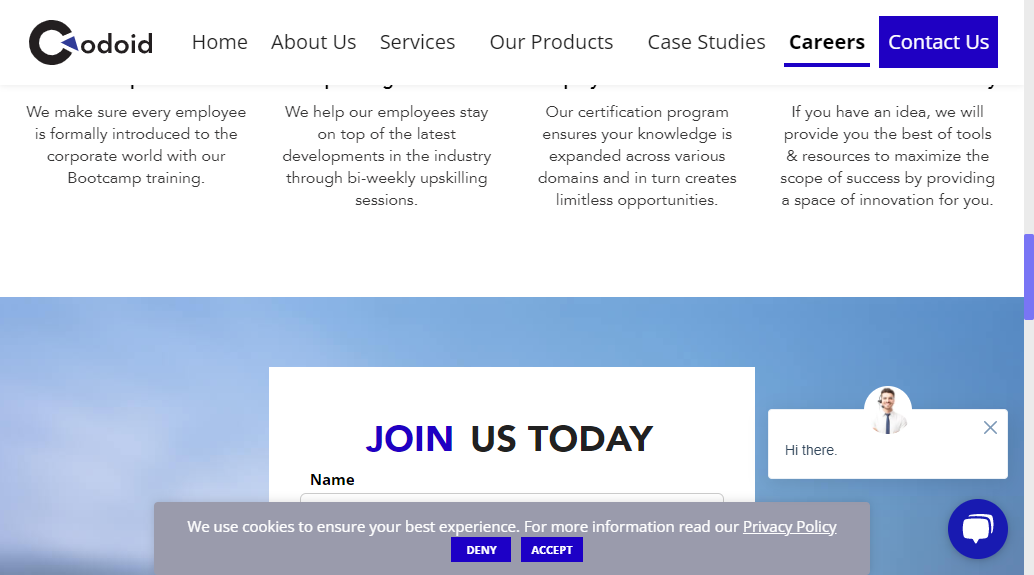 Codoid
Home About Us Services Our Products Case Studies Careers Contact Us
We make sure every employee
is formally introduced to the
corporate world with our
Bootcamp training.
We help our employees stay
on top of the latest
developments in the industry
through bi-weekly upskilling
sessions.
Our certification program
ensures your knowledge is
expanded across various
domains and in turn creates
limitless opportunities.
If you have an idea, we will
provide you the best of tools
& resources to maximize the
scope of success by providing
a space of innovation for you.
JOIN US TODAY
Name
Hi there.
We use cookies to ensure your best experience. For more information read our Privacy Policy
DENY ACCEPT